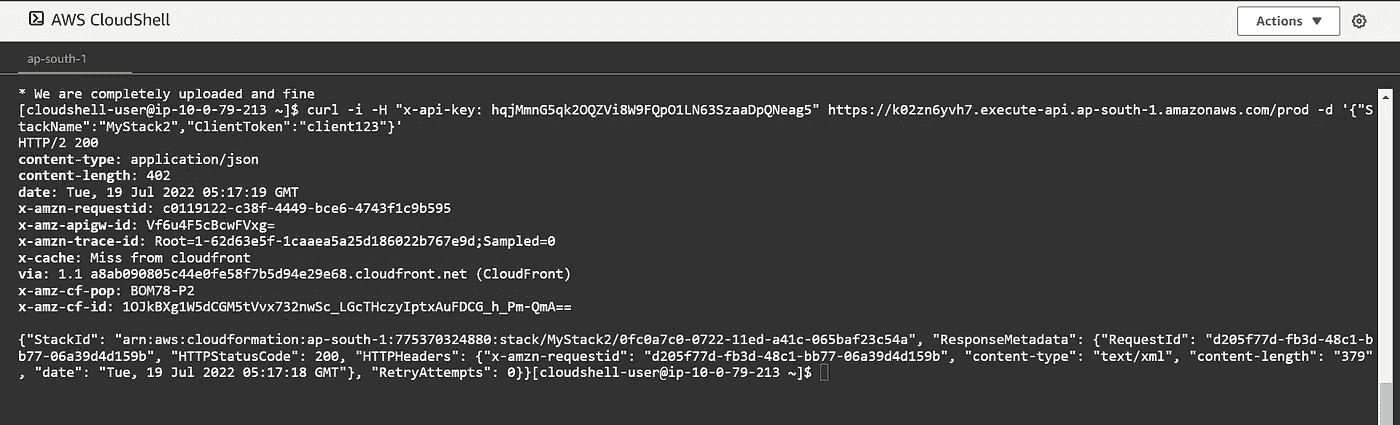 AWS CloudShell
Actions ▼
ap-south-1
* We are completely uploaded and fine
[cloudshell-user@ip-10-0-79-213 ~]$ curl -i -H "x-api-key: hqjMmnG5qk2OQZVi8W9FQpO1LN63SzaaDpQNeag5" https://k02zn6yvh7.execute-api.ap-south-1.amazonaws.com/prod -d '{"S
tackName":"MyStack2","ClientToken":"client123"}'
HTTP/2 200
content-type: application/json
content-length: 402
date: Tue, 19 Jul 2022 05:17:19 GMT
x-amzn-requestid: c0119122-c38f-4449-bce6-4743f1c9b595
x-amz-apigw-id: Vf6u4F5cBcwFVxg=
x-amzn-trace-id: Root=1-62d63e5f-1caaea5a25d186022b767e9d;Sampled=0
x-cache: Miss from cloudfront
via: 1.1 a8ab090805c44e0fe58f7b5d94e29e68.cloudfront.net (CloudFront)
x-amz-cf-pop: BOM78-P2
x-amz-cf-id: 1OJkBXg1W5dCGM5tVvx732nwSc_LGcTHczyIptxAuFDCG_h_Pm-QmA==
{"StackId": "arn:aws:cloudformation:ap-south-1:775370324880:stack/MyStack2/0fc0a7c0-0722-11ed-a41c-065baf23c54a", "ResponseMetadata": {"RequestId": "d205f77d-fb3d-48c1-b
b77-06a39d4d159b", "HTTPStatusCode": 200, "HTTPHeaders": {"x-amzn-requestid": "d205f77d-fb3d-48c1-bb77-06a39d4d159b", "content-type": "text/xml", "content-length": "379"
, "date": "Tue, 19 Jul 2022 05:17:18 GMT"}, "RetryAttempts": 0}}[cloudshell-user@ip-10-0-79-213 ~]$